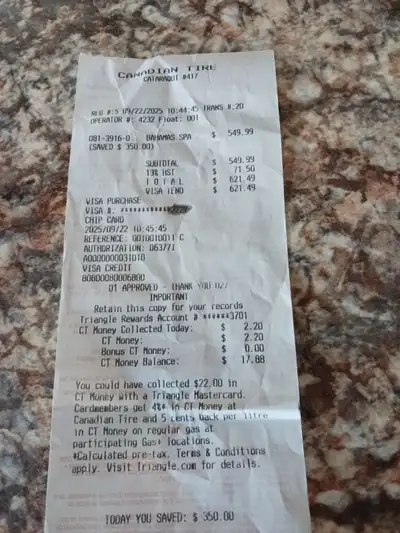 CANADIAN TIRE
CATARAQUI #417
REG #:5 09/22/2025 10:44:45 TRANS #:20
OPERATOR #: 4232 Float: 001
081-3916-0 BAHAMAS SPA $ 549.99
(SAVED $ 350.00)
SUBTOTAL $ 549.99
13% HST $ 71.50
T O T A L $ 621.49
VISA TEND $ 621.49
VISA PURCHASE
VISA #: ************
CHIP CARD
2025/09/22 10:45:45
REFERENCE: 0010010011 C
AUTHORIZATION: 063771
A0000000031010
VISA CREDIT
80600080006800
01 APPROVED - THANK YOU 027
IMPORTANT
Retain this copy for your records
Triangle Rewards Account # ******3701
CT Money Collected Today: $ 2.20
CT Money: $ 2.20
Bonus CT Money: $ 0.00
CT Money Balance: $ 17.88
You could have collected $22.00 in
CT Money with a Triangle Mastercard.
Cardmembers get 4%* in CT Money at
Canadian Tire and 5 cents back per litre
in CT Money on regular gas at
participating Gas+ locations.
*Calculated pre-tax. Terms & Conditions
apply. Visit Triangle.com for details.
TODAY YOU SAVED: $ 350.00